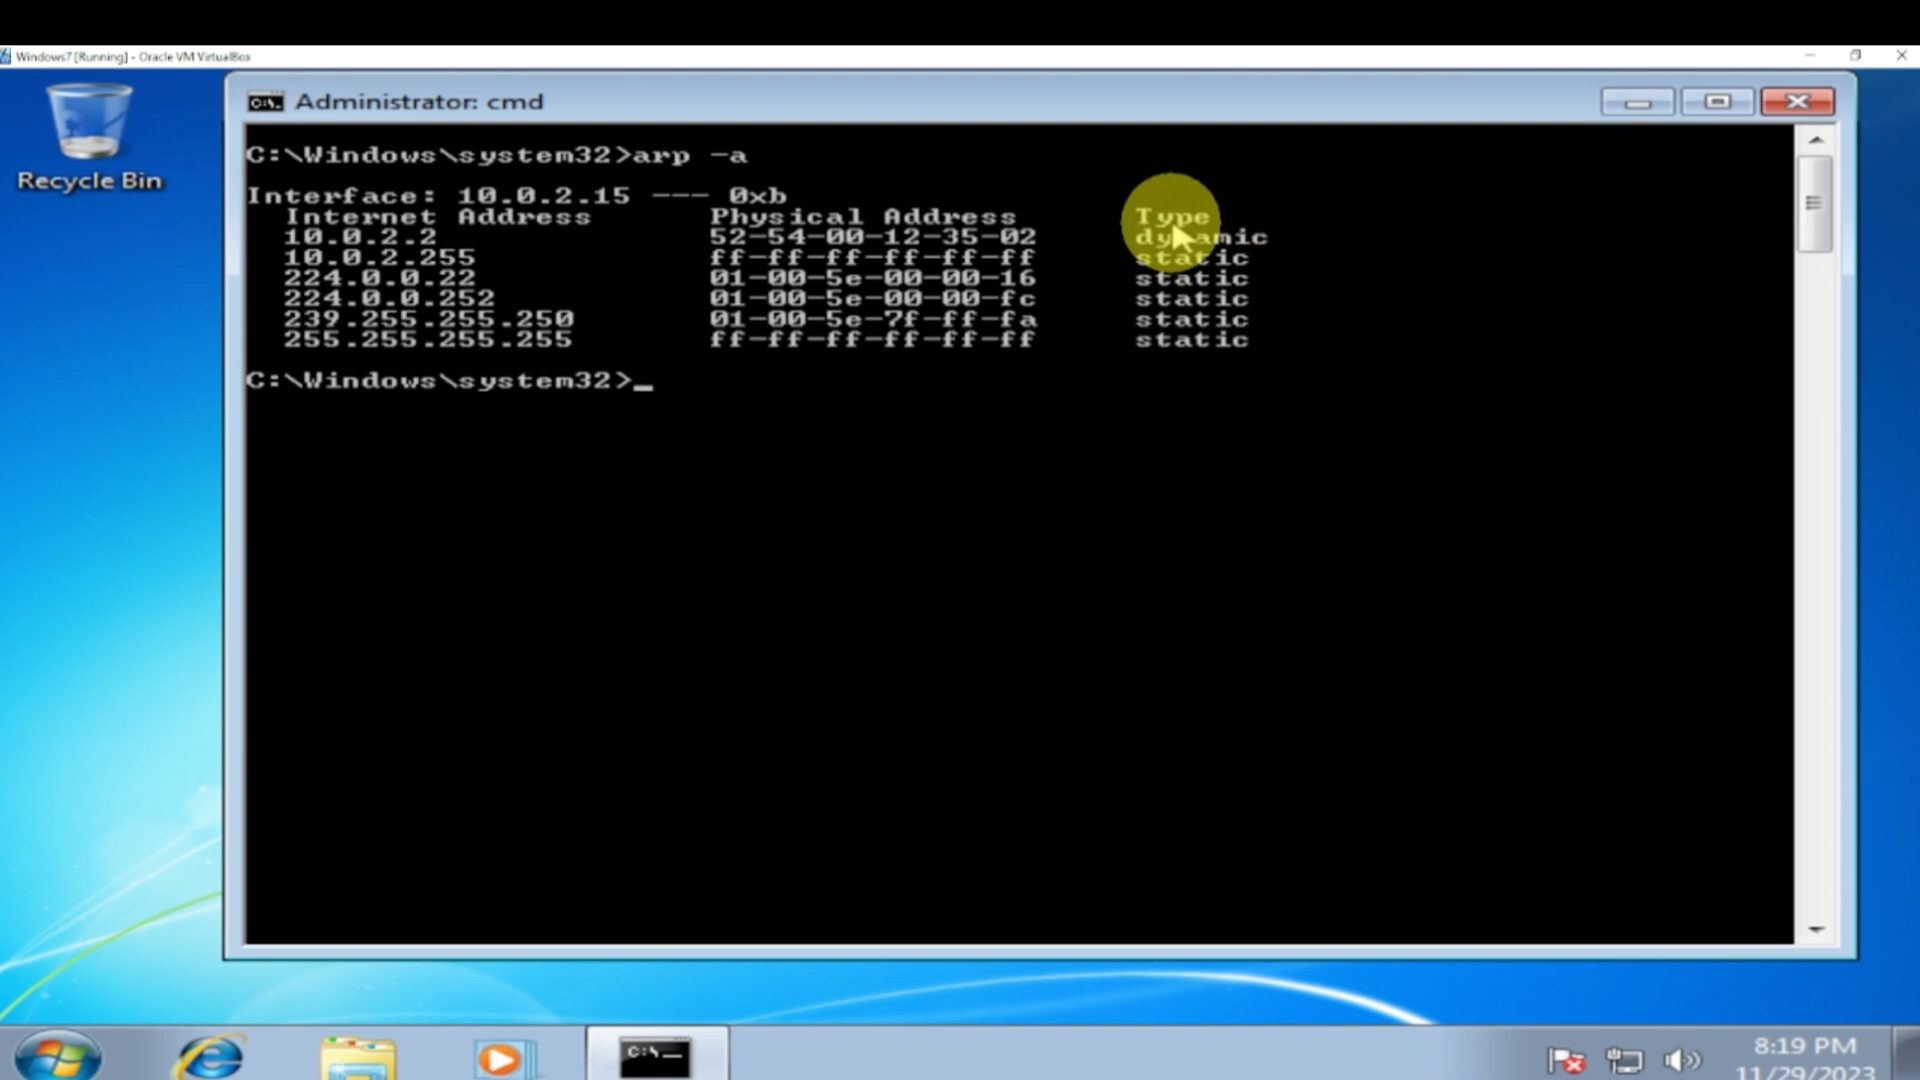 Windows7 [Running] - Oracle VM VirtualBox
Recycle Bin
Administrator: cmd
C:\Windows\system32>arp -a
Interface: 10.0.2.15 --- 0xb
Internet Address Physical Address Type
10.0.2.2 52-54-00-12-35-02 dynamic
10.0.2.255 ff-ff-ff-ff-ff-ff static
224.0.0.22 01-00-5e-00-00-16 static
224.0.0.252 01-00-5e-00-00-fc static
239.255.255.250 01-00-5e-7f-ff-fa static
255.255.255.255 ff-ff-ff-ff-ff-ff static
C:\Windows\system32>_
8:19 PM
11/29/2023